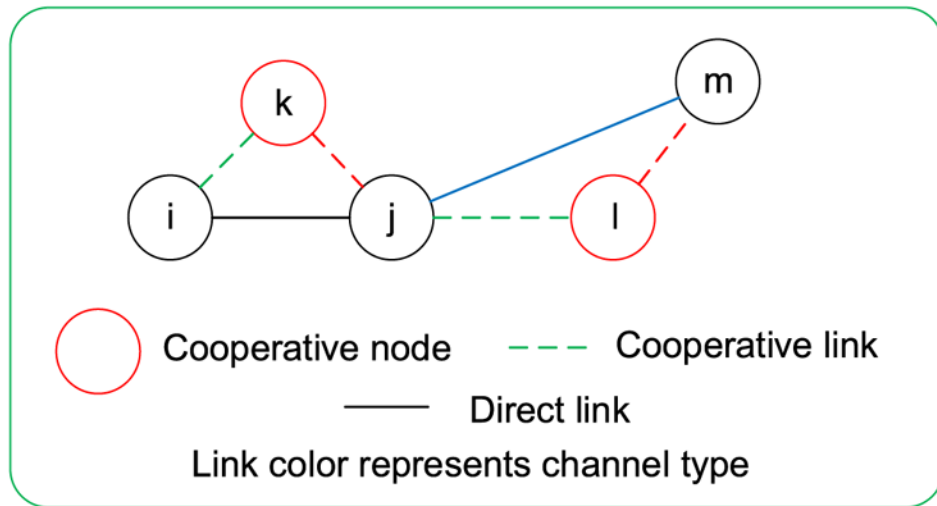 k
m
i
j
l
Cooperative node
Cooperative link
Direct link
Link color represents channel type